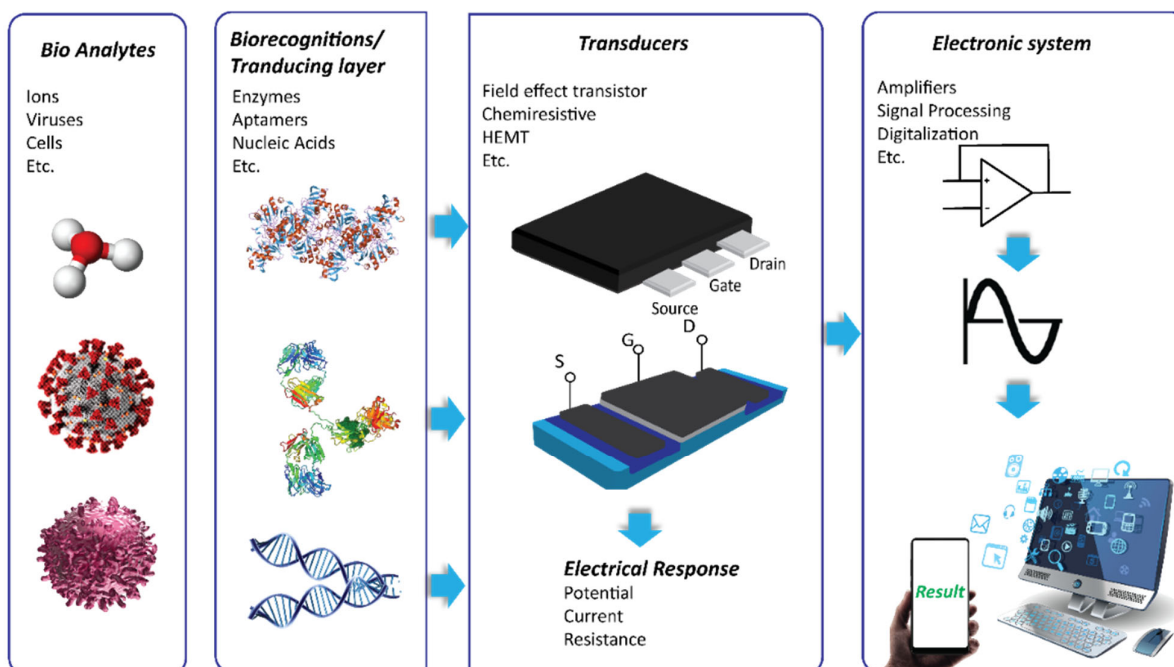 Bio Analytes
Ions
Viruses
Cells
Etc.
Biorecognitions/
Tranducing layer
Enzymes
Aptamers
Nucleic Acids
Etc.
Transducers
Field effect transistor
Chemiresistive
HEMT
Etc.
Drain
Gate
Source
D
G
S
Electrical Response
Potential
Current
Resistance
Electronic system
Amplifiers
Signal Processing
Digitalization
Etc.
+
-
Result